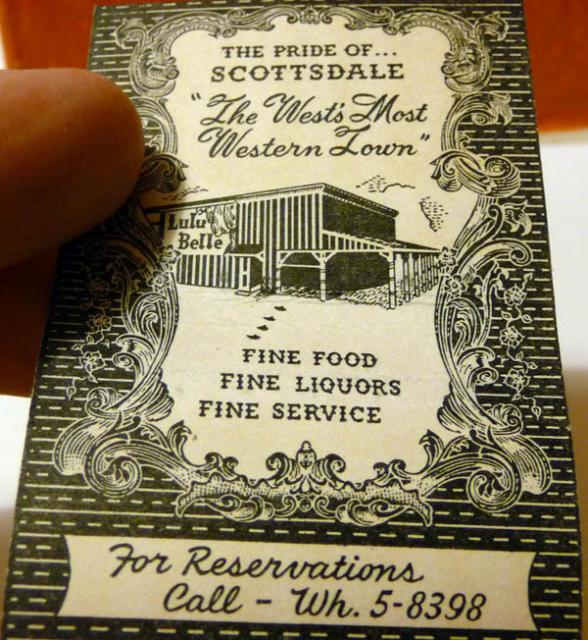 THE PRIDE OF...
SCOTTSDALE
"The West's Most
Western Town"
Lulu
Belle
FINE FOOD
FINE LIQUORS
FINE SERVICE
For Reservations
Call - Wh. 5-8398